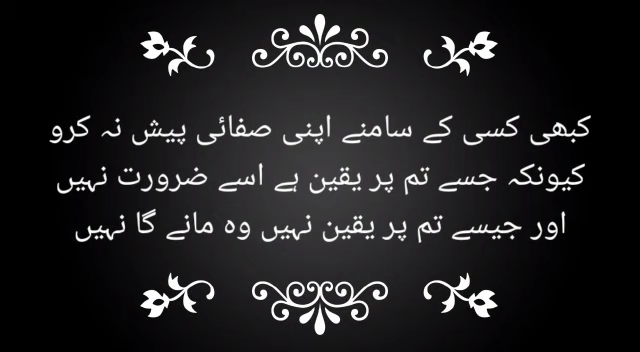 کبھی کسی کے سامنے اپنی صفائی پیش نہ کرو
کیونکہ جسے تم پر یقین ہے اسے ضرورت نہیں
اور جیسے تم پر یقین نہیں وہ مانے گا نہیں